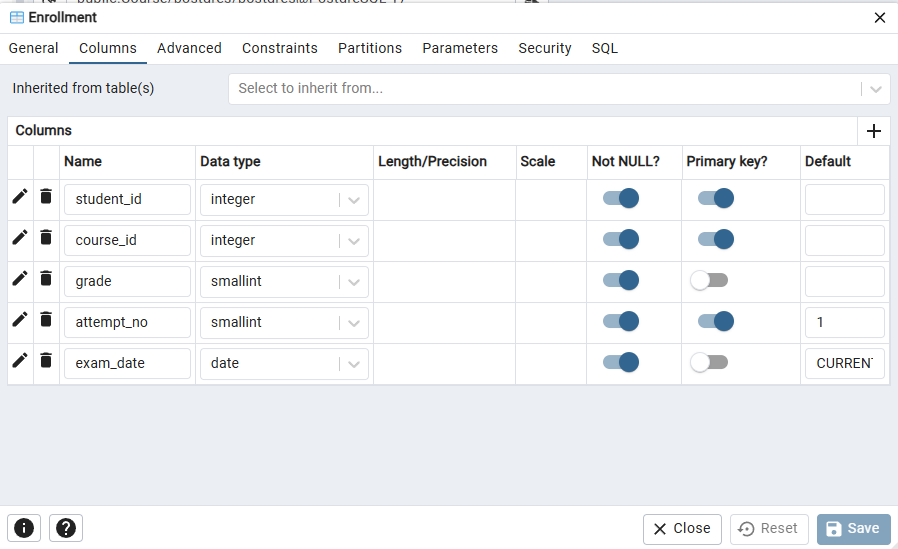 Enrollment
General Columns Advanced Constraints Partitions Parameters Security SQL
Inherited from table(s) Select to inherit from...
Columns
Name Data type Length/Precision Scale Not NULL? Primary key? Default
student_id integer
course_id integer
grade smallint
attempt_no smallint 1
exam_date date CURREN
Close Reset Save